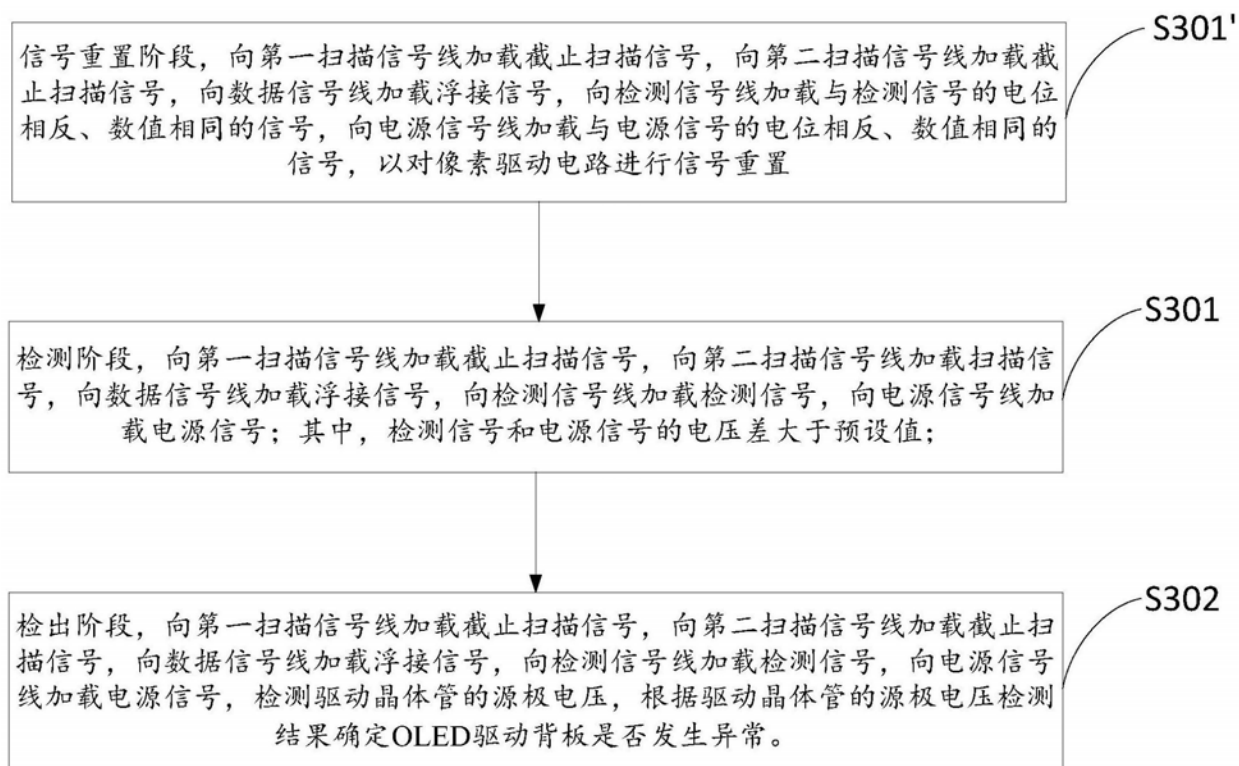 S301'
信号重置阶段，向第一扫描信号线加载截止扫描信号，向第二扫描信号线加载截
止扫描信号，向数据信号线加载浮接信号，向检测信号线加载与检测信号的电位
相反、数值相同的信号，向电源信号线加载与电源信号的电位相反、数值相同的
信号，以对像素驱动电路进行信号重置
S301
检测阶段，向第一扫描信号线加载截止扫描信号，向第二扫描信号线加载扫描信
号，向数据信号线加载浮接信号，向检测信号线加载检测信号，向电源信号线加
载电源信号；其中，检测信号和电源信号的电压差大于预设值；
S302
检出阶段，向第一扫描信号线加载截止扫描信号，向第二扫描信号线加载截止扫
描信号，向数据信号线加载浮接信号，向检测信号线加载检测信号，向电源信号
线加载电源信号，检测驱动晶体管的源极电压，根据驱动晶体管的源极电压检测
结果确定OLED驱动背板是否发生异常。